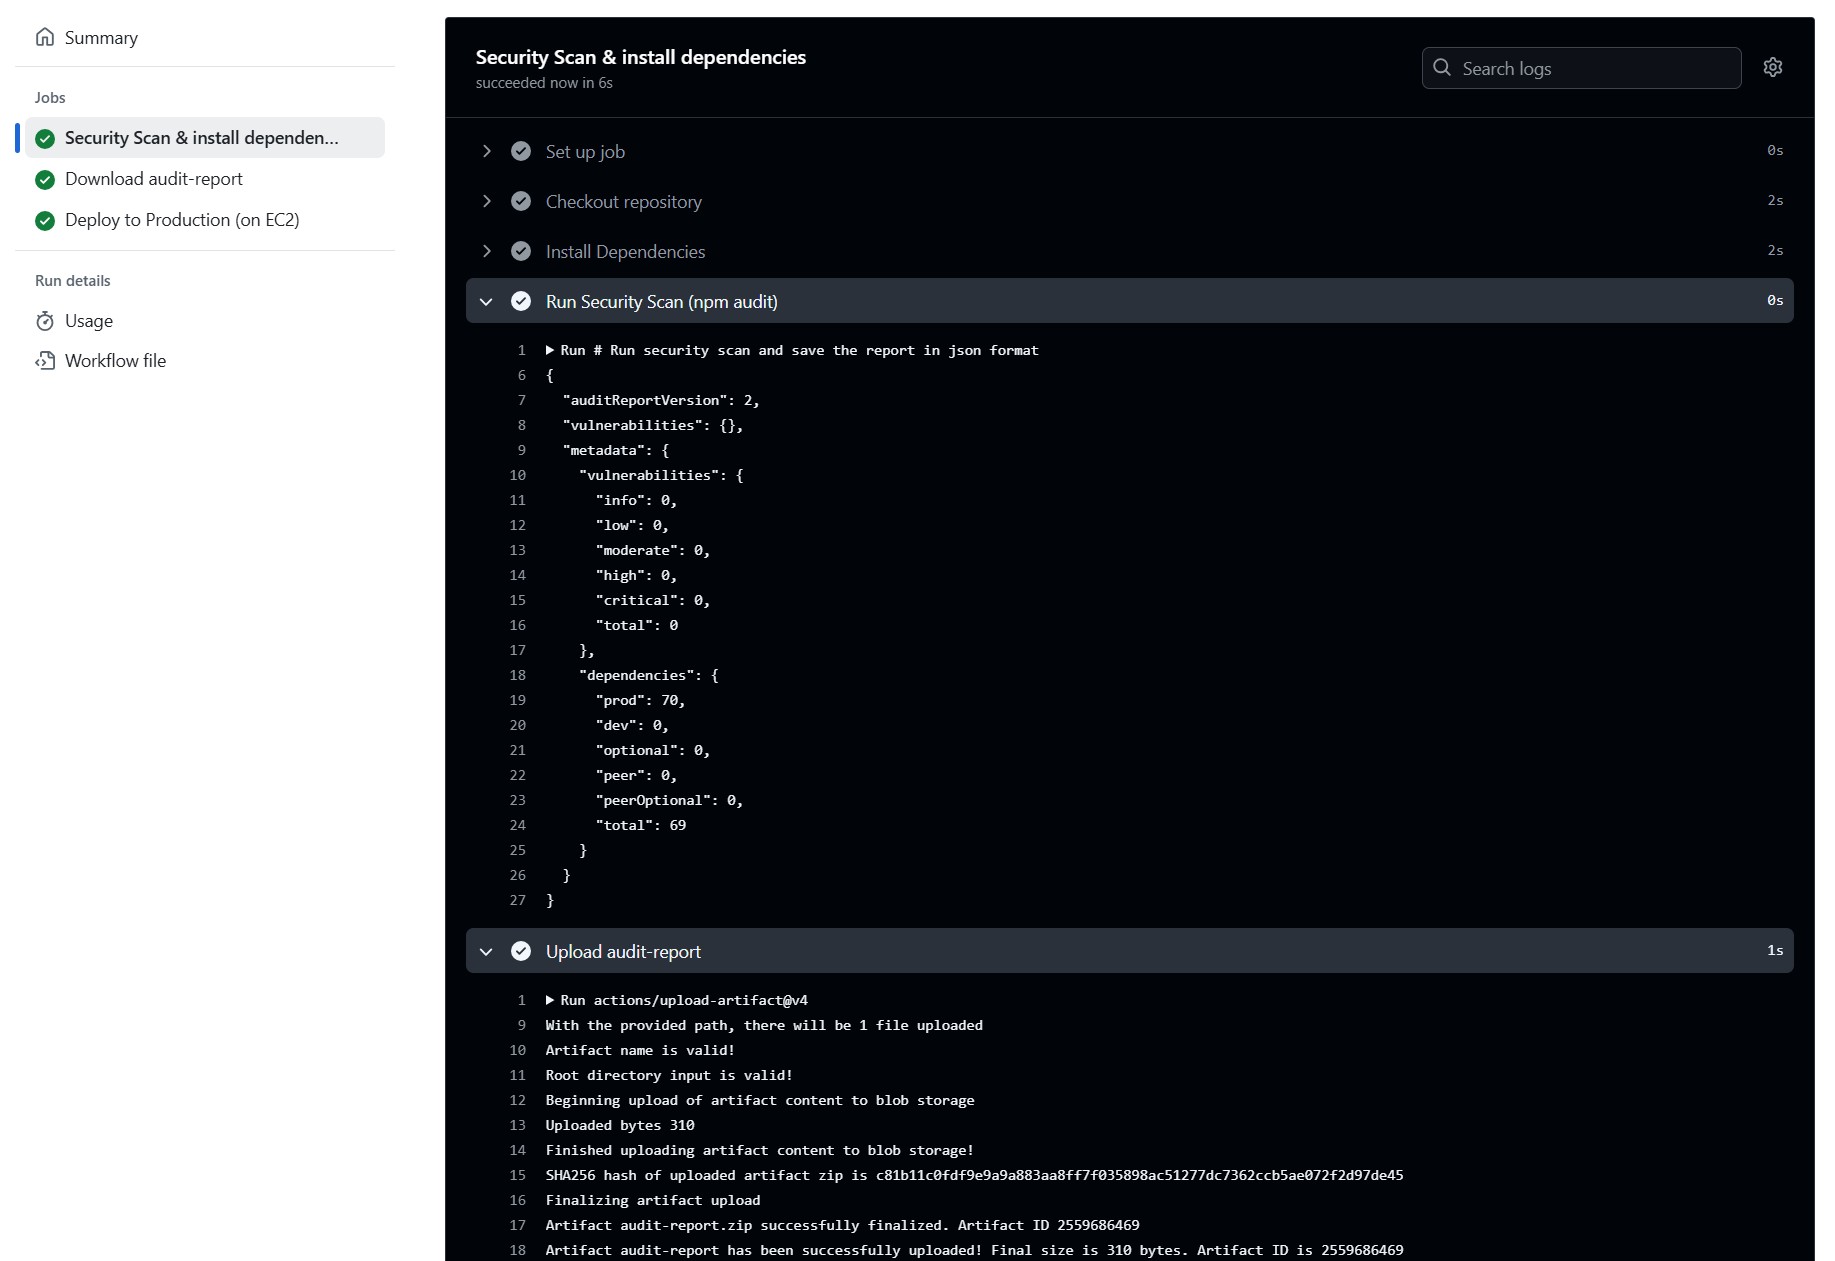 Summary
Jobs
Security Scan & install dependen...
Download audit-report
Deploy to Production (on EC2)
Run details
Usage
Workflow file
Security Scan & install dependencies
succeeded now in 6s
Search logs
Set up job 0s
Checkout repository 2s
Install Dependencies 2s
Run Security Scan (npm audit) 0s
1 ▶ Run # Run security scan and save the report in json format
6 {
7   "auditReportVersion": 2,
8   "vulnerabilities": {},
9   "metadata": {
10     "vulnerabilities": {
11       "info": 0,
12       "low": 0,
13       "moderate": 0,
14       "high": 0,
15       "critical": 0,
16       "total": 0
17     },
18     "dependencies": {
19       "prod": 70,
20       "dev": 0,
21       "optional": 0,
22       "peer": 0,
23       "peerOptional": 0,
24       "total": 69
25     }
26   }
27 }
Upload audit-report 1s
1 ▶ Run actions/upload-artifact@v4
9 With the provided path, there will be 1 file uploaded
10 Artifact name is valid!
11 Root directory input is valid!
12 Beginning upload of artifact content to blob storage
13 Uploaded bytes 310
14 Finished uploading artifact content to blob storage!
15 SHA256 hash of uploaded artifact zip is c81b11c0fdf9e9a9a883aa8ff7f035898ac51277dc7362ccb5ae072f2d97de45
16 Finalizing artifact upload
17 Artifact audit-report.zip successfully finalized. Artifact ID 2559686469
18 Artifact audit-report has been successfully uploaded! Final size is 310 bytes. Artifact ID is 2559686469